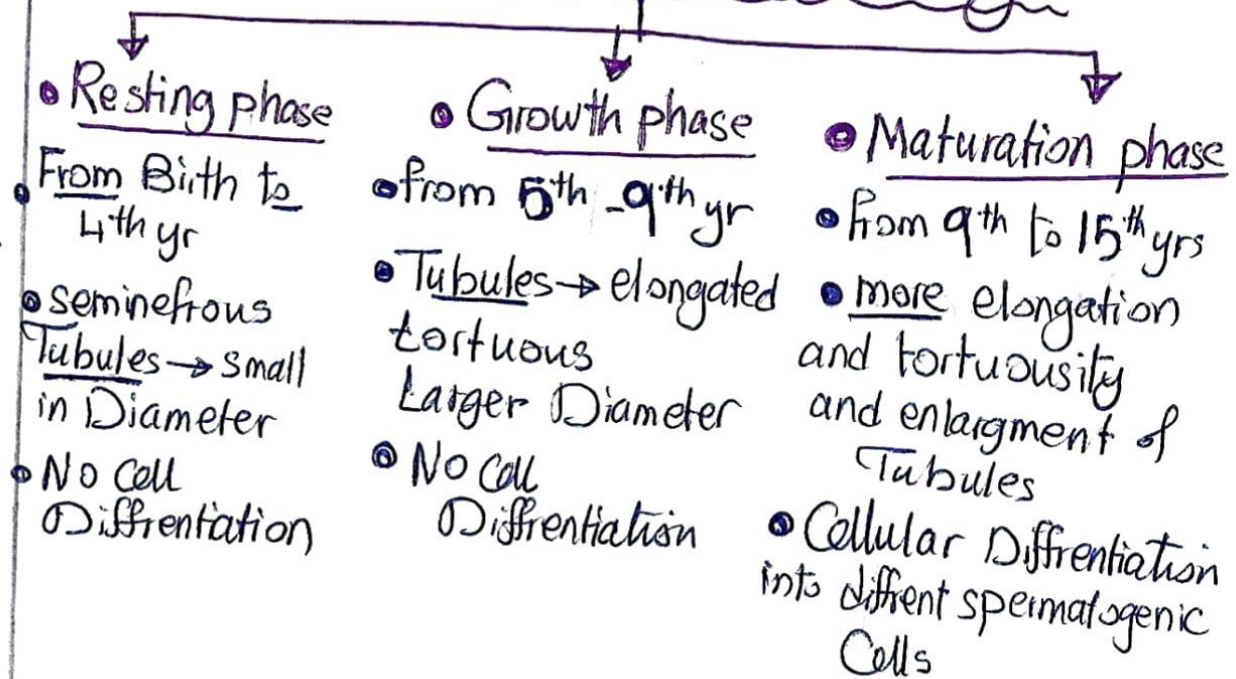 • Resting phase
• From Birth to
4th yr
• seminefrous
Tubules → small
in Diameter
• No Cell
Diffrentiation
• Growth phase
• from 5th - 9th yr
• Tubules → elongated
tortuous
Larger Diameter
• No Cell
Diffrentiation
• Maturation phase
• from 9th to 15th yrs
• more elongation
and tortuousity
and enlargment of
Tubules
• Cellular Diffrentiation
into diffrent spermatogenic
Cells